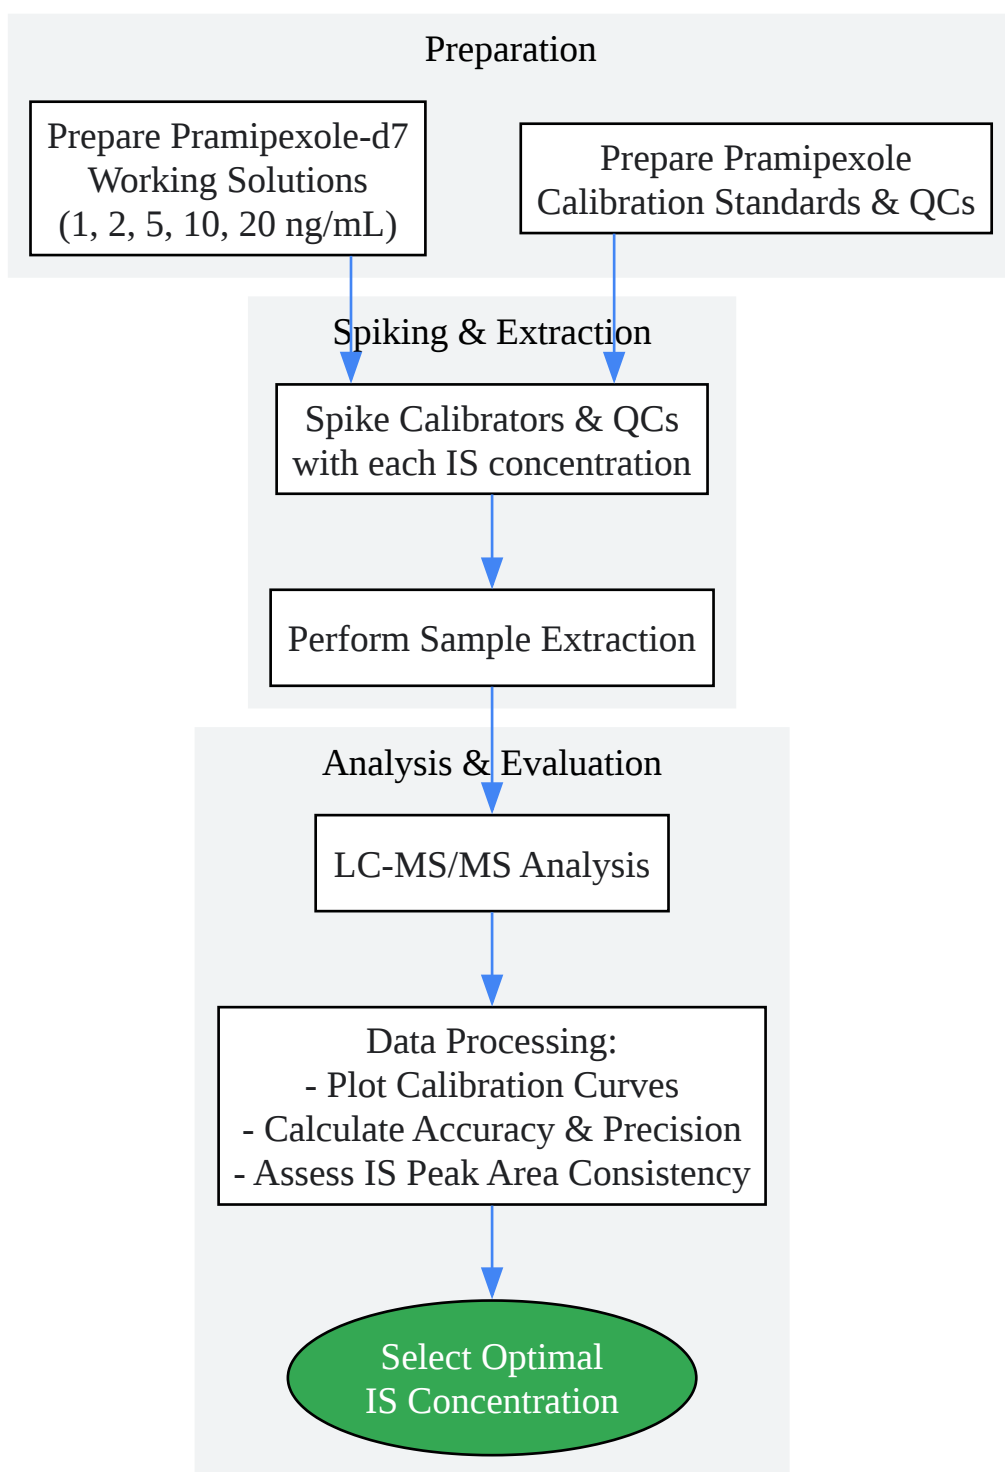 Preparation
Prepare Pramipexole-d7
Working Solutions
(1, 2, 5, 10, 20 ng/mL)
Prepare Pramipexole
Calibration Standards & QCs
Spiking & Extraction
Spike Calibrators & QCs
with each IS concentration
Perform Sample Extraction
Analysis & Evaluation
LC-MS/MS Analysis
Data Processing:
- Plot Calibration Curves
- Calculate Accuracy & Precision
- Assess IS Peak Area Consistency
Select Optimal
IS Concentration